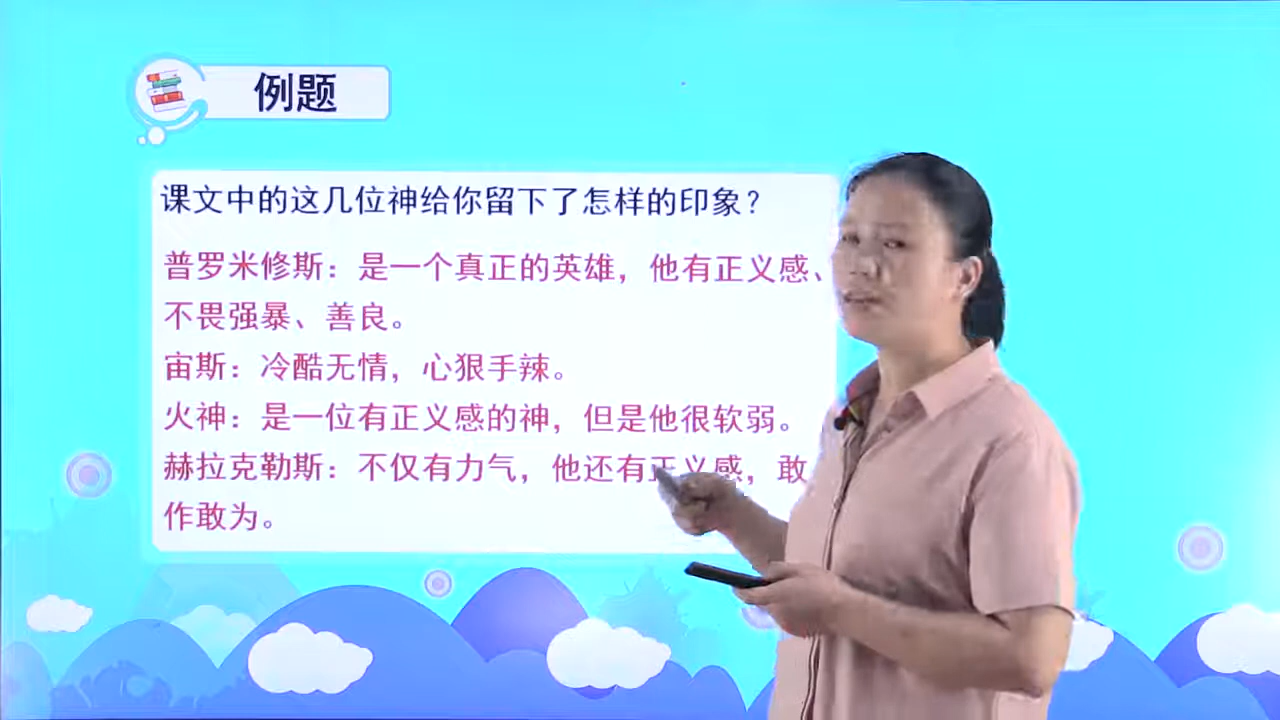 例题
课文中的这几位神给你留下了怎样的印象？
普罗米修斯：是一个真正的英雄，他有正义感、
不畏强暴、善良。
宙斯：冷酷无情，心狠手辣。
火神：是一位有正义感的神，但是他很软弱。
赫拉克勒斯：不仅有力气，他还有正义感，敢
作敢为。